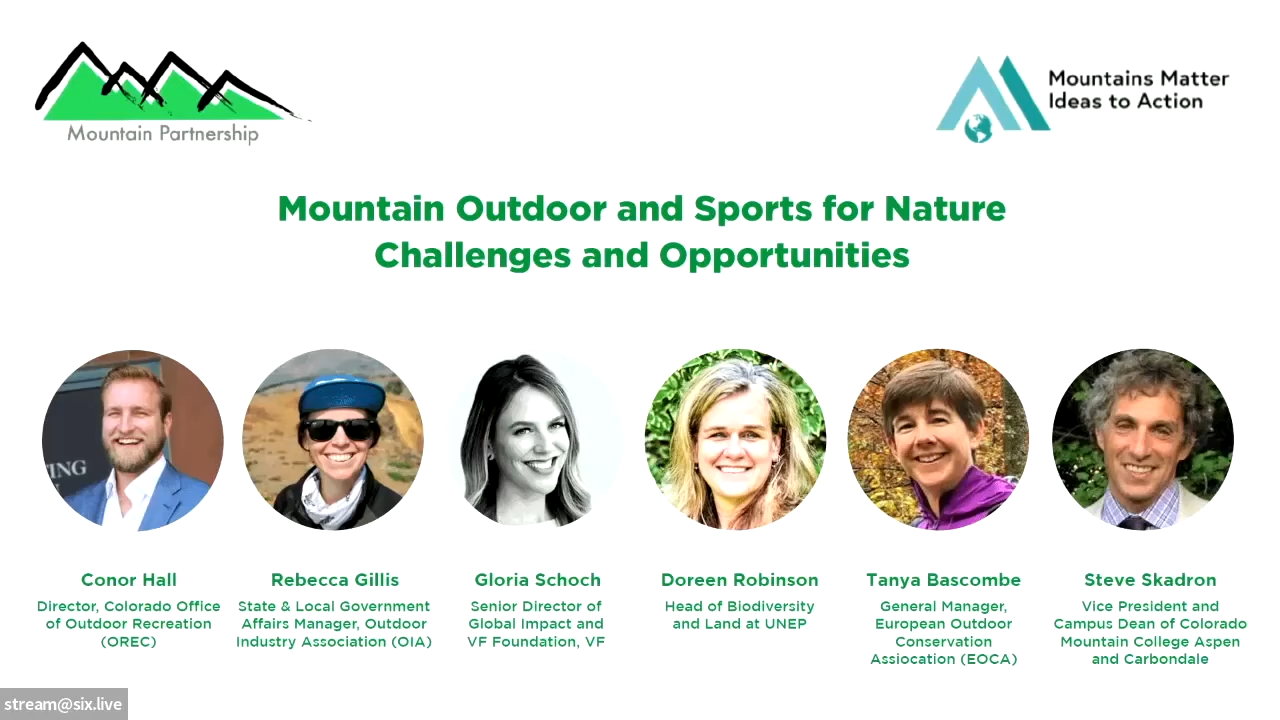 Mountain Partnership
Mountains Matter
Ideas to Action
Mountain Outdoor and Sports for Nature
Challenges and Opportunities
ING
Conor Hall
Director, Colorado Office
of Outdoor Recreation
(OREC)
Rebecca Gillis
State & Local Government
Affairs Manager, Outdoor
Industry Association (OIA)
Gloria Schoch
Senior Director of
Global Impact and
VF Foundation, VF
Doreen Robinson
Head of Biodiversity
and Land at UNEP
Tanya Bascombe
General Manager,
European Outdoor
Conservation
Assiocation (EOCA)
Steve Skadron
Vice President and
Campus Dean of Colorado
Mountain College Aspen
and Carbondale
stream@six.live